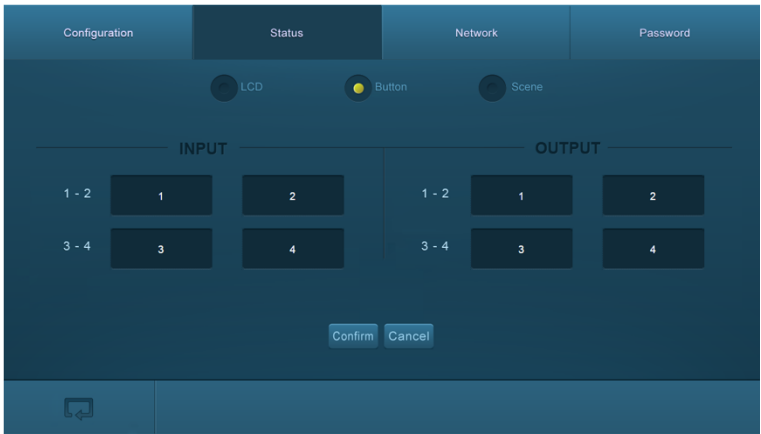 Configuration Status Network Password
LCD Button Scene
INPUT OUTPUT
1 - 2 1 2 1 - 2 1 2
3 - 4 3 4 3 - 4 3 4
Confirm Cancel